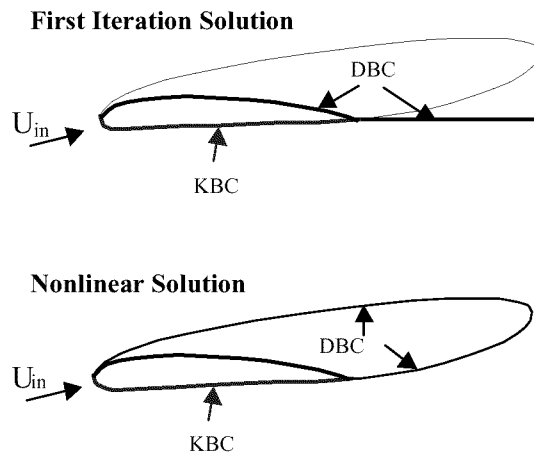 First Iteration Solution
DBC
U_in
KBC
Nonlinear Solution
DBC
U_in
KBC